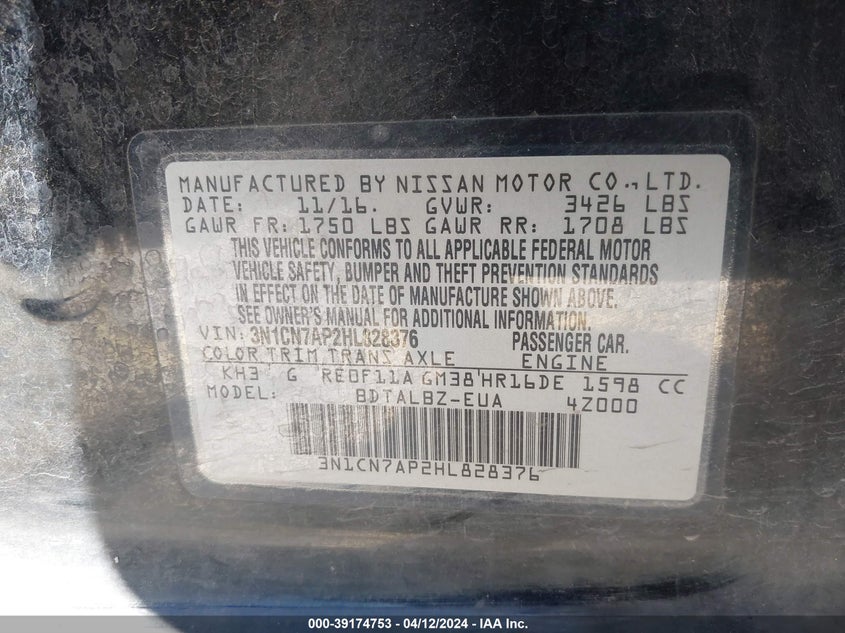 MANUFACTURED BY NISSAN MOTOR CO., LTD.
DATE: 11/16. GVWR: 3426 LBS
GAWR FR: 1750 LBS GAWR RR: 1708 LBS
THIS VEHICLE CONFORMS TO ALL APPLICABLE FEDERAL MOTOR
VEHICLE SAFETY, BUMPER AND THEFT PREVENTION STANDARDS
IN EFFECT ON THE DATE OF MANUFACTURE SHOWN ABOVE.
SEE OWNER'S MANUAL FOR ADDITIONAL INFORMATION.
VIN: 3N1CN7AP2HL828376 PASSENGER CAR.
COLOR TRIM TRANS AXLE ENGINE
KH3 G RE0F11A GM38 HR16DE 1598 CC
MODEL: BDTALBZ-EUA 4Z000
3N1CN7AP2HL828376
000-39174753 - 04/12/2024 - IAA Inc.